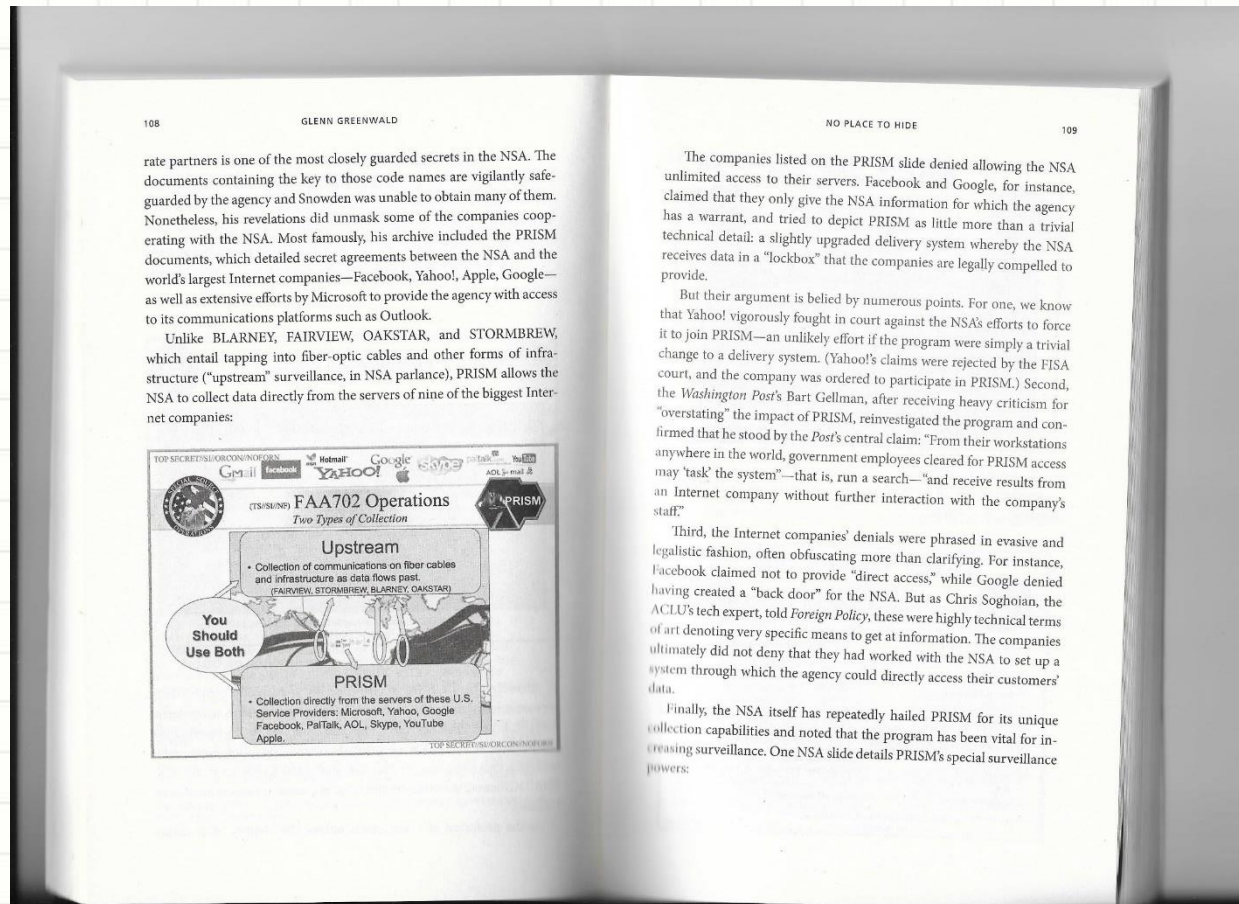 108
GLENN GREENWALD
rate partners is one of the most closely guarded secrets in the NSA. The
documents containing the key to those code names are vigilantly safe-
guarded by the agency and Snowden was unable to obtain many of them.
Nonetheless, his revelations did unmask some of the companies coop-
erating with the NSA. Most famously, his archive included the PRISM
documents, which detailed secret agreements between the NSA and the
world's largest Internet companies—Facebook, Yahoo!, Apple, Google—
as well as extensive efforts by Microsoft to provide the agency with access
to its communications platforms such as Outlook.
Unlike BLARNEY, FAIRVIEW, OAKSTAR, and STORMBREW,
which entail tapping into fiber-optic cables and other forms of infra-
structure ("upstream" surveillance, in NSA parlance), PRISM allows the
NSA to collect data directly from the servers of nine of the biggest Inter-
net companies:
TOP SECRET//SI//ORCON//NOFORN
Gmail facebook msn Hotmail YAHOO! Google skype paltalk YouTube
AOL mail
SPECIAL SOURCE OPERATIONS
(TS//SI//NF) FAA702 Operations
Two Types of Collection
PRISM
Upstream
• Collection of communications on fiber cables
and infrastructure as data flows past.
(FAIRVIEW, STORMBREW, BLARNEY, OAKSTAR)
You
Should
Use Both
PRISM
• Collection directly from the servers of these U.S.
Service Providers: Microsoft, Yahoo, Google
Facebook, PalTalk, AOL, Skype, YouTube
Apple.
TOP SECRET//SI//ORCON//NOFORN
NO PLACE TO HIDE
109
The companies listed on the PRISM slide denied allowing the NSA
unlimited access to their servers. Facebook and Google, for instance,
claimed that they only give the NSA information for which the agency
has a warrant, and tried to depict PRISM as little more than a trivial
technical detail: a slightly upgraded delivery system whereby the NSA
receives data in a "lockbox" that the companies are legally compelled to
provide.
But their argument is belied by numerous points. For one, we know
that Yahoo! vigorously fought in court against the NSA's efforts to force
it to join PRISM—an unlikely effort if the program were simply a trivial
change to a delivery system. (Yahoo!'s claims were rejected by the FISA
court, and the company was ordered to participate in PRISM.) Second,
the Washington Post's Bart Gellman, after receiving heavy criticism for
"overstating" the impact of PRISM, reinvestigated the program and con-
firmed that he stood by the Post's central claim: "From their workstations
anywhere in the world, government employees cleared for PRISM access
may 'task' the system"—that is, run a search—"and receive results from
an Internet company without further interaction with the company's
staff."
Third, the Internet companies' denials were phrased in evasive and
legalistic fashion, often obfuscating more than clarifying. For instance,
Facebook claimed not to provide "direct access," while Google denied
having created a "back door" for the NSA. But as Chris Soghoian, the
ACLU's tech expert, told Foreign Policy, these were highly technical terms
of art denoting very specific means to get at information. The companies
ultimately did not deny that they had worked with the NSA to set up a
system through which the agency could directly access their customers'
data.
Finally, the NSA itself has repeatedly hailed PRISM for its unique
collection capabilities and noted that the program has been vital for in-
creasing surveillance. One NSA slide details PRISM's special surveillance
powers: